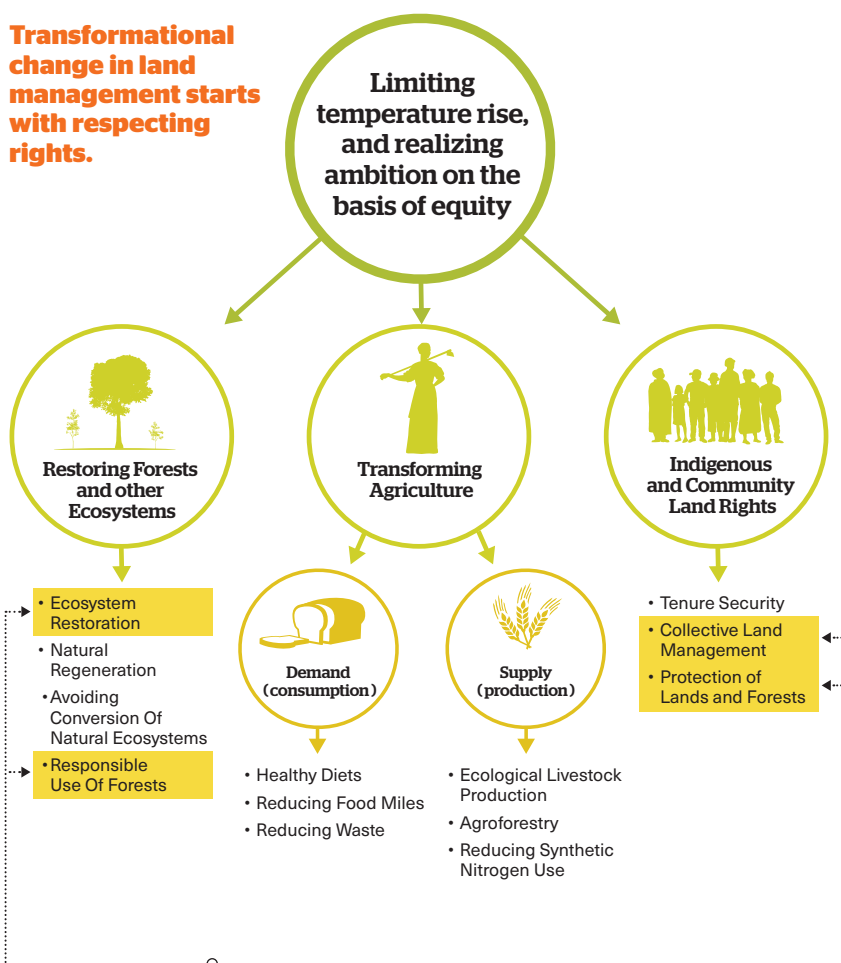 Transformational
change in land
management starts
with respecting
rights.
Limiting
temperature rise,
and realizing
ambition on the
basis of equity
Restoring Forests
and other
Ecosystems
Transforming
Agriculture
Indigenous
and Community
Land Rights
• Ecosystem
Restoration
• Natural
Regeneration
• Avoiding
Conversion Of
Natural Ecosystems
• Responsible
Use Of Forests
Demand
(consumption)
• Healthy Diets
• Reducing Food Miles
• Reducing Waste
Supply
(production)
• Ecological Livestock
Production
• Agroforestry
• Reducing Synthetic
Nitrogen Use
• Tenure Security
• Collective Land
Management
• Protection of
Lands and Forests